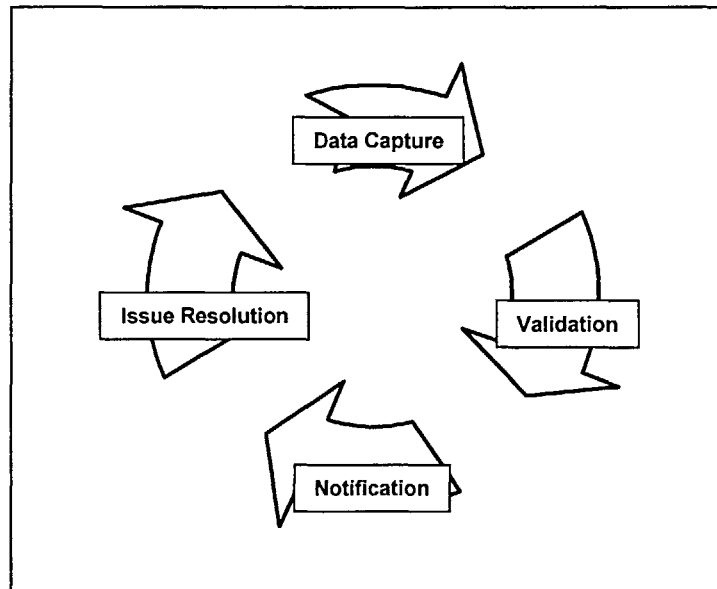 Data Capture
Validation
Notification
Issue Resolution